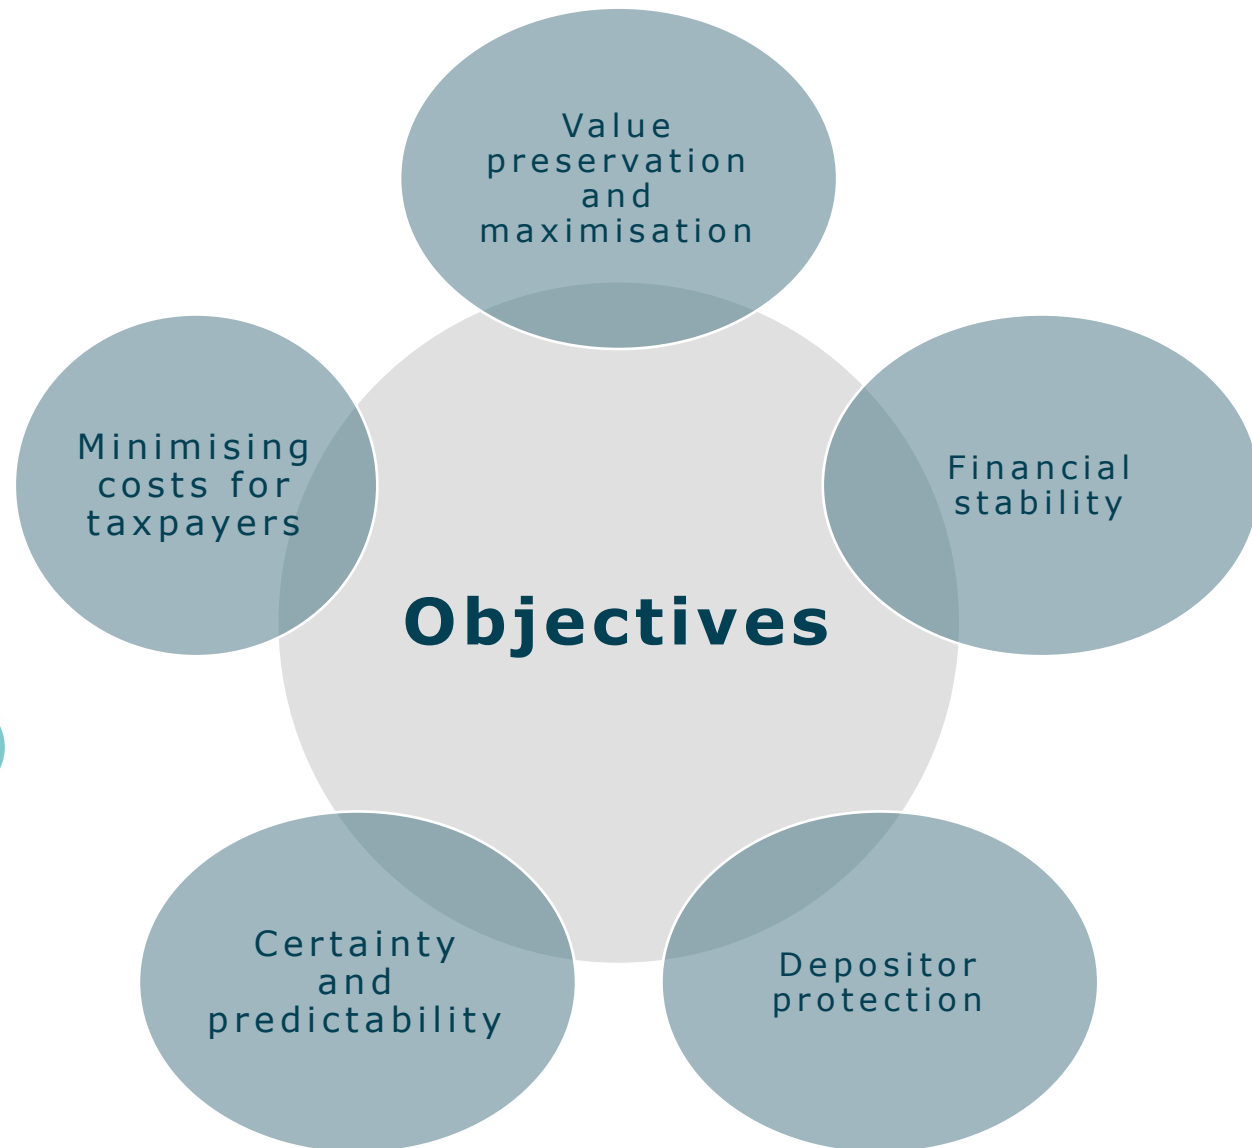 Value
preservation
and
maximisation
Minimising
costs for
taxpayers
Financial
stability
Objectives
Certainty
and
predictability
Depositor
protection